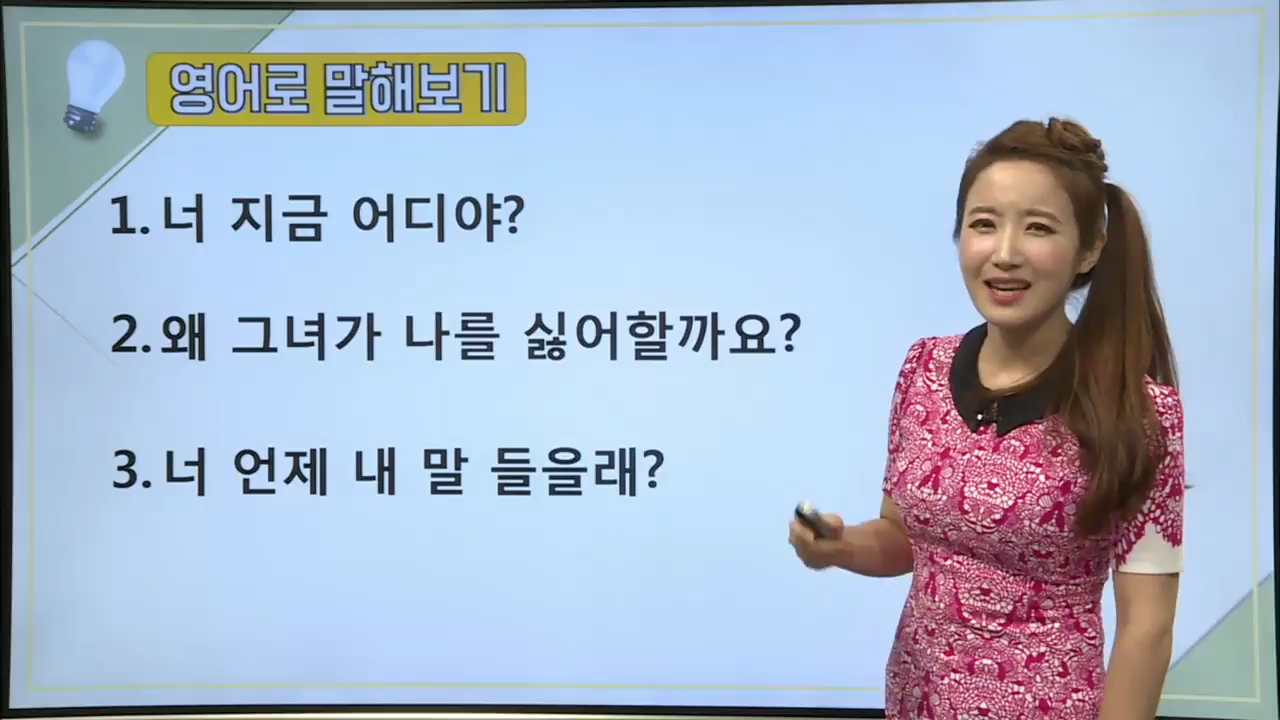 영어로 말해보기
1. 너 지금 어디야?
2. 왜 그녀가 나를 싫어할까요?
3. 너 언제 내 말 들을래?